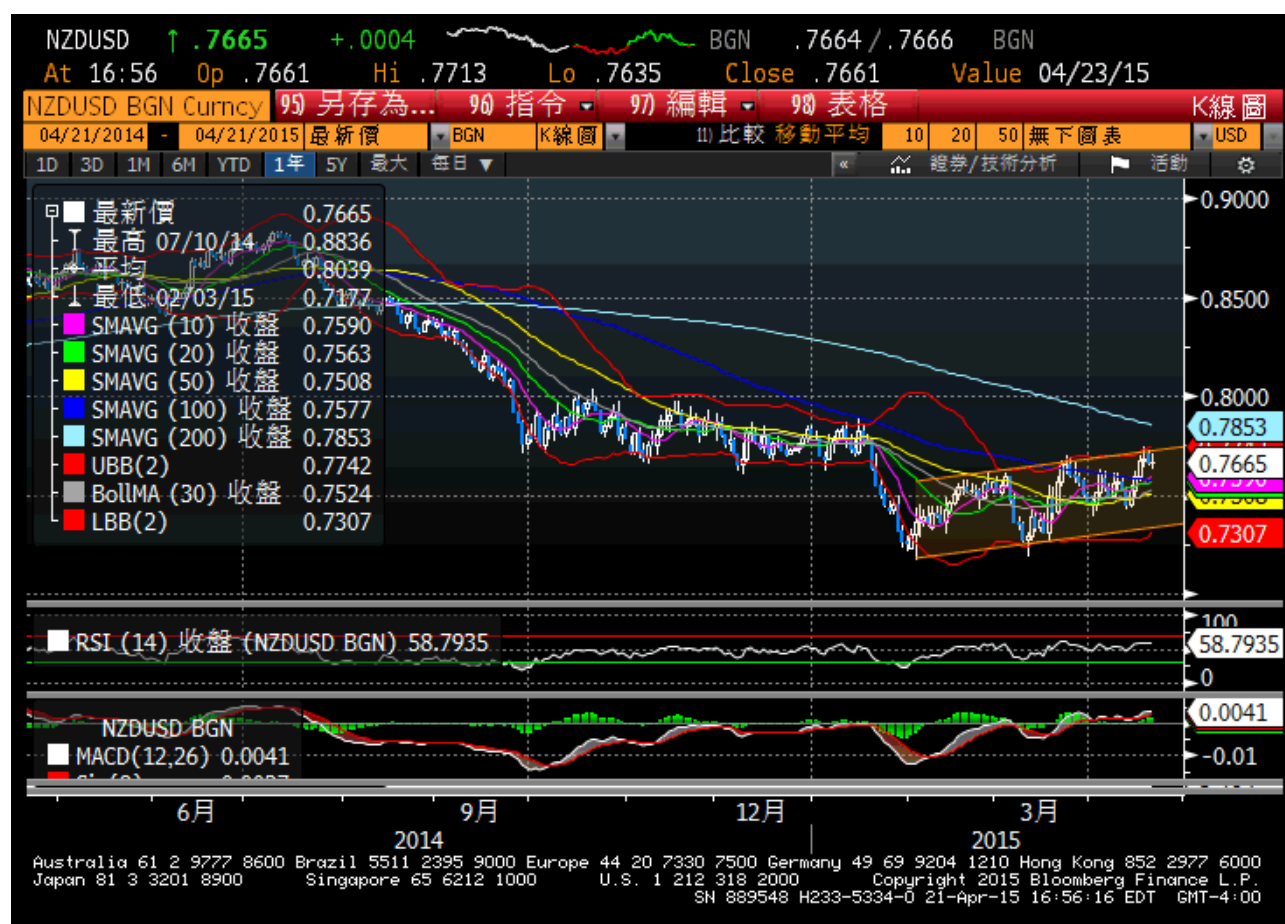 NZDUSD ↑ .7665 +.0004 BGN .7664 / .7666 BGN
At 16:56 Op .7661 Hi .7713 Lo .7635 Close .7661 Value 04/23/15
NZDUSD BGN Curncy 95) 另存為... 96) 指令 97) 編輯 98) 表格 K線圖
04/21/2014 - 04/21/2015 最新價 BGN K線圖 11) 比較 移動平均 10 20 50 無下圖表 USD
1D 3D 1M 6M YTD 1年 5Y 最大 每日 ▼ « 證券/技術分析 活動
最新價 0.7665
最高 07/10/14 0.8836
平均 0.8039
最低 02/03/15 0.7177
SMAVG (10) 收盤 0.7590
SMAVG (20) 收盤 0.7563
SMAVG (50) 收盤 0.7508
SMAVG (100) 收盤 0.7577
SMAVG (200) 收盤 0.7853
UBB(2) 0.7742
BollMA (30) 收盤 0.7524
LBB(2) 0.7307
0.9000
0.8500
0.8000
0.7853
0.7665
0.7307
RSI (14) 收盤 (NZDUSD BGN) 58.7935
100
58.7935
0
NZDUSD BGN
MACD(12,26) 0.0041
0.0041
-0.01
6月 9月 12月 3月
2014 2015
Australia 61 2 9777 8600 Brazil 5511 2395 9000 Europe 44 20 7330 7500 Germany 49 69 9204 1210 Hong Kong 852 2977 6000
Japan 81 3 3201 8900 Singapore 65 6212 1000 U.S. 1 212 318 2000 Copyright 2015 Bloomberg Finance L.P.
SN 889548 H233-5334-0 21-Apr-15 16:56:16 EDT GMT-4:00